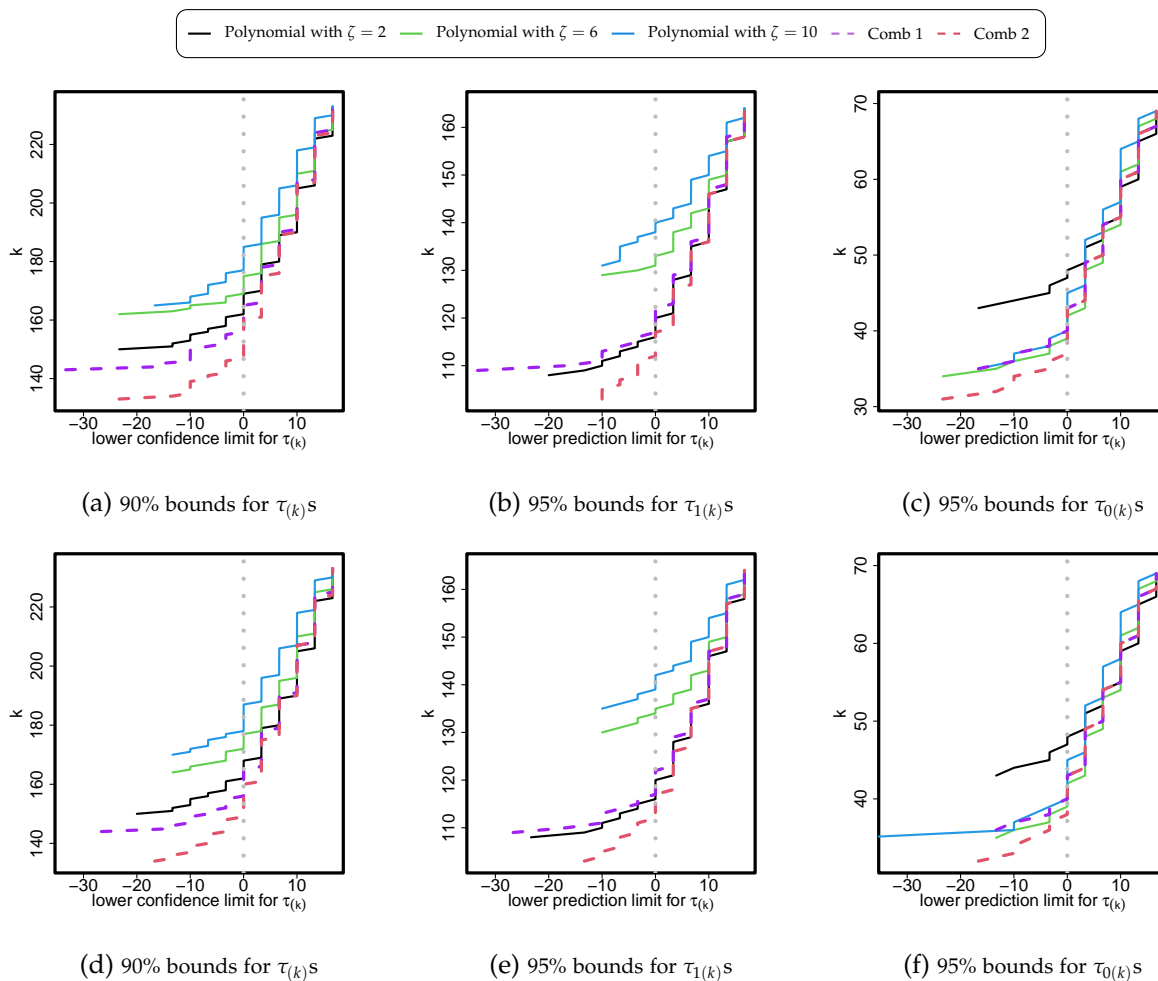 Polynomial with ζ = 2 Polynomial with ζ = 6 Polynomial with ζ = 10 Comb 1 Comb 2
k
140 160 180 200 220
−30 −20 −10 0 10
lower confidence limit for τ(k)
(a) 90% bounds for τ(k)s
k
110 120 130 140 150 160
−30 −20 −10 0 10
lower prediction limit for τ(k)
(b) 95% bounds for τ1(k)s
k
30 40 50 60 70
−30 −20 −10 0 10
lower prediction limit for τ(k)
(c) 95% bounds for τ0(k)s
k
140 160 180 200 220
−30 −20 −10 0 10
lower confidence limit for τ(k)
(d) 90% bounds for τ(k)s
k
110 120 130 140 150 160
−30 −20 −10 0 10
lower prediction limit for τ(k)
(e) 95% bounds for τ1(k)s
k
40 50 60 70
−30 −20 −10 0 10
lower prediction limit for τ(k)
(f) 95% bounds for τ0(k)s